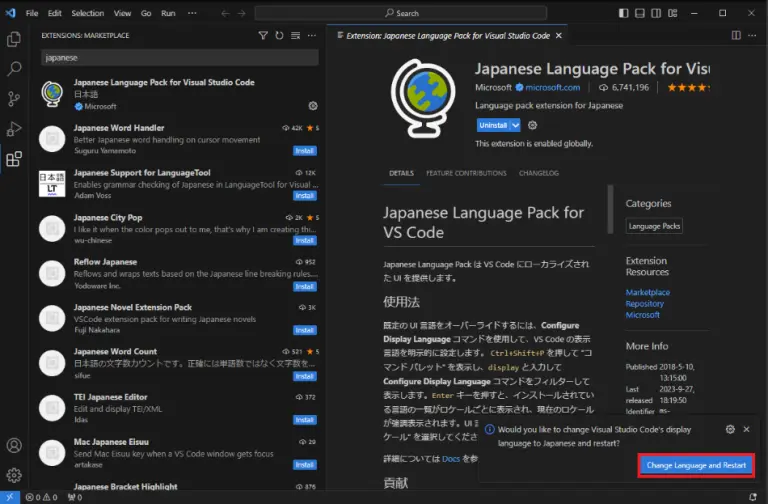 File Edit Selection View Go Run ···
Search
EXTENSIONS: MARKETPLACE
japanese
Japanese Language Pack for Visual Studio Code
日本語
Microsoft
Japanese Word Handler 42K ★ 5
Better Japanese word handling on cursor movement
Suguru Yamamoto Install
日本語 LT
Japanese Support for LanguageTool 12K
Enables grammar checking of Japanese in LanguageTool for Visual ...
Adam Voss Install
Japanese City Pop 2K ★ 5
I like it when the color pops out to me, that's why I am creating thi...
wu-chinese Install
Reflow Japanese 952
Reflows and wraps texts based on the Japanese line breaking rules...
Yodoware Inc. Install
Japanese Novel Extension Pack 3K
VSCode extension pack for writing Japanese novels
Fuji Nakahara Install
Japanese Word Count 521 ★ 5
日本語の文字数カウントです。正確には単語数ではなく文字数を...
sifue Install
TEI Japanese Editor 372
Edit and display TEI/XML
ldas Install
Mac Japanese Eisuu 29
Send Mac Eisuu key when a VS Code window gets focus
artakase Install
Japanese Bracket Highlight 876
Extension: Japanese Language Pack for Visual Studio Code
Japanese Language Pack for Visu
Microsoft microsoft.com 6,741,196 ★★★★
Language pack extension for Japanese
Uninstall
This extension is enabled globally.
DETAILS FEATURE CONTRIBUTIONS CHANGELOG
Japanese Language Pack for
VS Code
Japanese Language Pack は VS Code にローカライズされ
た UI を提供します。
使用法
既定の UI 言語をオーバーライドするには、Configure
Display Language コマンドを使用して、VS Code の表示
言語を明示的に設定します。 Ctrl+Shift+P を押して "コ
マンド パレット" を表示し、display と入力して
Configure Display Language コマンドをフィルターして
表示します。Enter キーを押すと、インストールされてい
る言語の一覧がロケールごとに表示され、現在のロケール
が強調表示されます。UI
ケール" を選択してくださ
詳細については Docs を参
貢献
Categories
Language Packs
Extension
Resources
Marketplace
Repository
Microsoft
More Info
Published 2018-5-10,
13:15:00
Last 2023-9-27,
released 18:19:50
Identifier ms-
Would you like to change Visual Studio Code's display
language to Japanese and restart?
Change Language and Restart
0 0 0